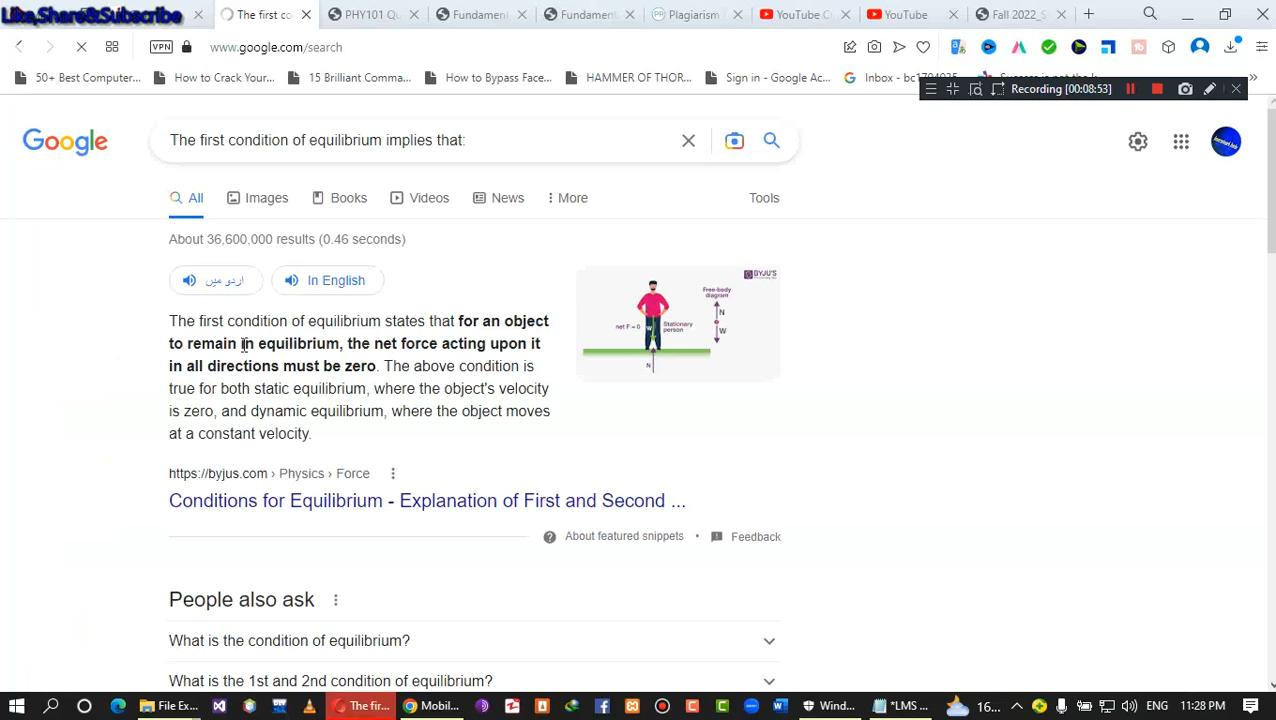 Like,Share&Subscribe
The first co
PHY101 Q
Fundamen
Fundament
Plagiarism
YouTube
YouTube
Fall 2022_S
VPN
www.google.com/search
50+ Best Computer...
How to Crack Your...
15 Brilliant Comma...
How to Bypass Face...
HAMMER OF THOR...
Sign in - Google Ac...
Recording [00:08:53]
Google
The first condition of equilibrium implies that:
All
Images
Books
Videos
News
More
Tools
About 36,600,000 results (0.46 seconds)
اردو میں
In English
The first condition of equilibrium states that for an object
to remain in equilibrium, the net force acting upon it
in all directions must be zero. The above condition is
true for both static equilibrium, where the object's velocity
is zero, and dynamic equilibrium, where the object moves
at a constant velocity.
BYJU'S
Free-body
diagram
N
W
net F = 0
W
Stationary
person
N
https://byjus.com › Physics › Force
Conditions for Equilibrium - Explanation of First and Second ...
About featured snippets
•
Feedback
People also ask
What is the condition of equilibrium?
What is the 1st and 2nd condition of equilibrium?
File Ex...
The fir...
Mobil...
Wind...
*LMS ...
16...
11:28 PM